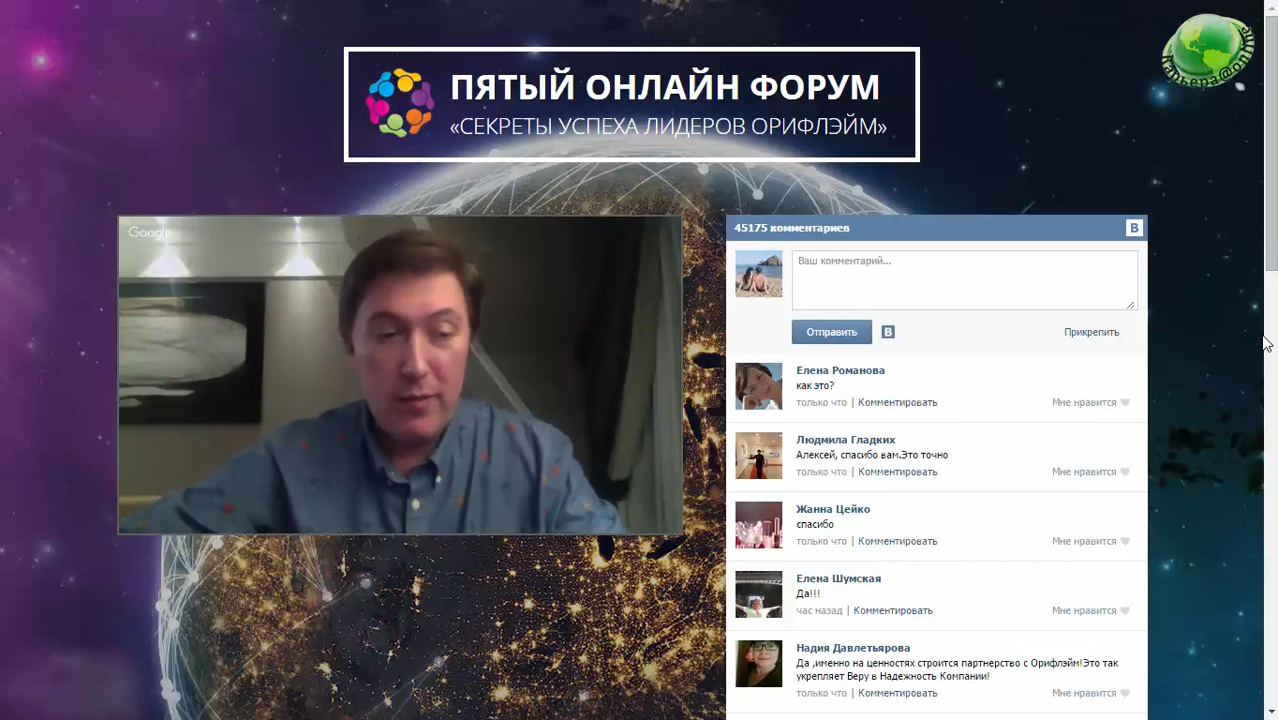 ПЯТЫЙ ОНЛАЙН ФОРУМ
«СЕКРЕТЫ УСПЕХА ЛИДЕРОВ ОРИФЛЭЙМ»
карьера@online
Google
45175 комментариев
B
Ваш комментарий...
Отправить
B
Прикрепить
Елена Романова
как это?
только что | Комментировать
Мне нравится
Людмила Гладких
Алексей, спасибо вам.Это точно
только что | Комментировать
Мне нравится
Жанна Цейко
спасибо
только что | Комментировать
Мне нравится
Елена Шумская
Да!!!
час назад | Комментировать
Мне нравится
Надия Давлетьярова
Да ,именно на ценностях строится партнерство с Орифлэйм!Это так
укрепляет Веру в Надежность Компании!
только что | Комментировать
Мне нравится